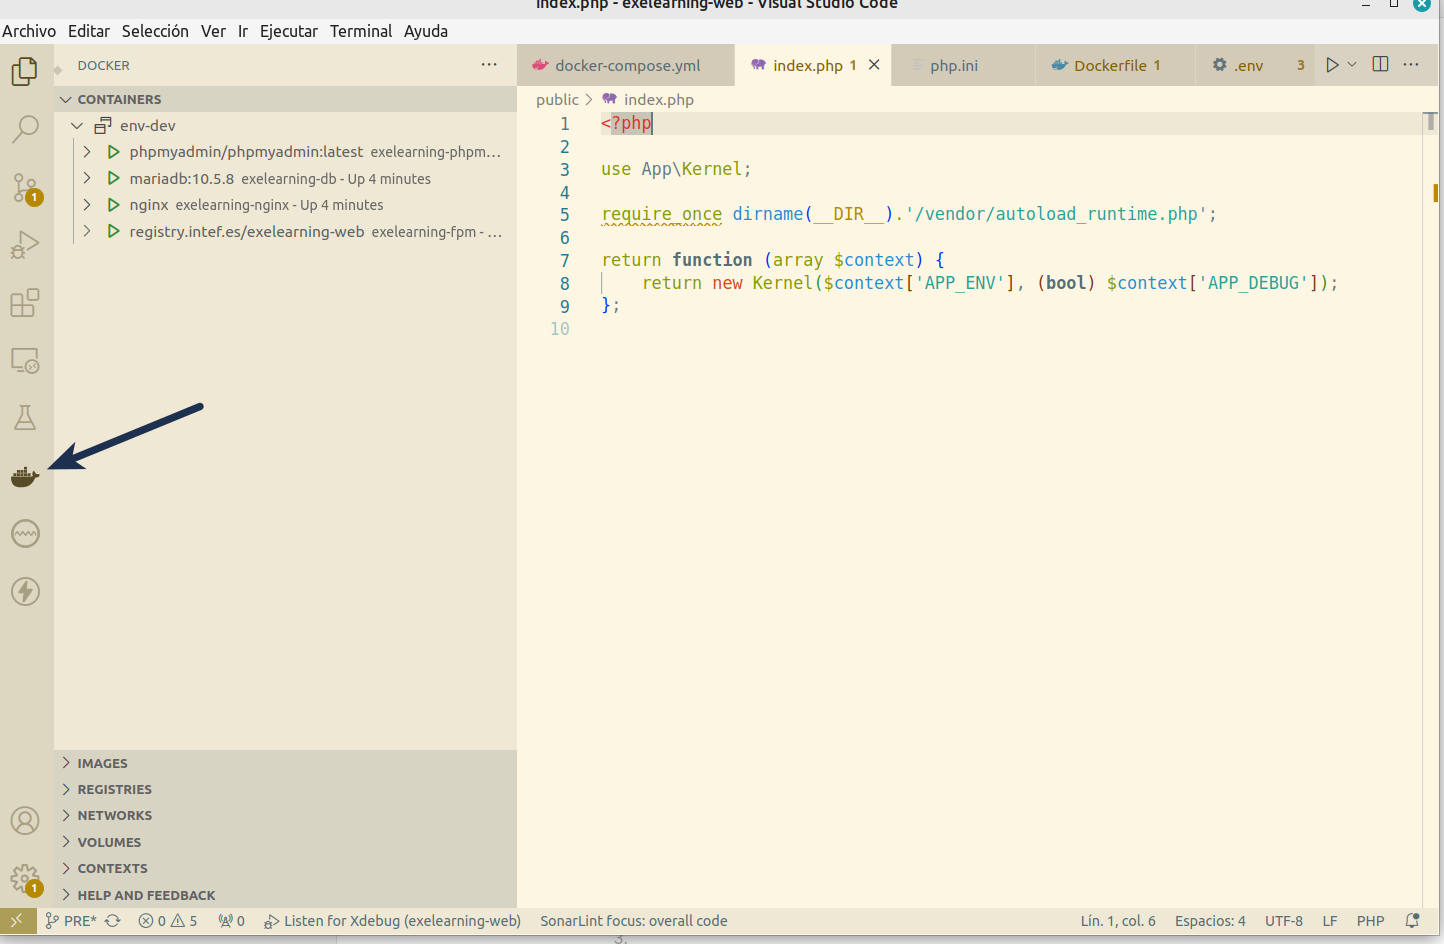 index.php - exelearning-web - Visual Studio Code
Archivo Editar Selección Ver Ir Ejecutar Terminal Ayuda
DOCKER ···
CONTAINERS
env-dev
phpmyadmin/phpmyadmin:latest exelearning-phpm...
mariadb:10.5.8 exelearning-db - Up 4 minutes
nginx exelearning-nginx - Up 4 minutes
registry.intef.es/exelearning-web exelearning-fpm - ...
1
IMAGES
REGISTRIES
NETWORKS
VOLUMES
CONTEXTS
HELP AND FEEDBACK
1
docker-compose.yml index.php 1 php.ini Dockerfile 1 .env 3 ···
public > index.php
1 <?php
2
3 use App\Kernel;
4
5 require_once dirname(__DIR__).'/vendor/autoload_runtime.php';
6
7 return function (array $context) {
8 return new Kernel($context['APP_ENV'], (bool) $context['APP_DEBUG']);
9 };
10
PRE* 0 5 0 Listen for Xdebug (exelearning-web) SonarLint focus: overall code Lín. 1, col. 6 Espacios: 4 UTF-8 LF PHP